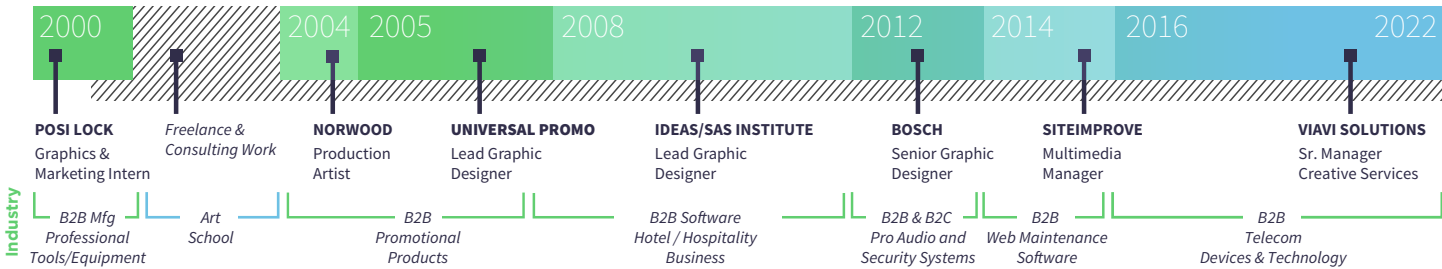 2000
2004
2005
2008
2012
2014
2016
2022
POSI LOCK
Graphics &
Marketing Intern
Freelance &
Consulting Work
NORWOOD
Production
Artist
UNIVERSAL PROMO
Lead Graphic
Designer
IDEAS/SAS INSTITUTE
Lead Graphic
Designer
BOSCH
Senior Graphic
Designer
SITEIMPROVE
Multimedia
Manager
VIAVI SOLUTIONS
Sr. Manager
Creative Services
Industry
B2B Mfg
Professional
Tools/Equipment
Art
School
B2B
Promotional
Products
B2B Software
Hotel / Hospitality
Business
B2B & B2C
Pro Audio and
Security Systems
B2B
Web Maintenance
Software
B2B
Telecom
Devices & Technology